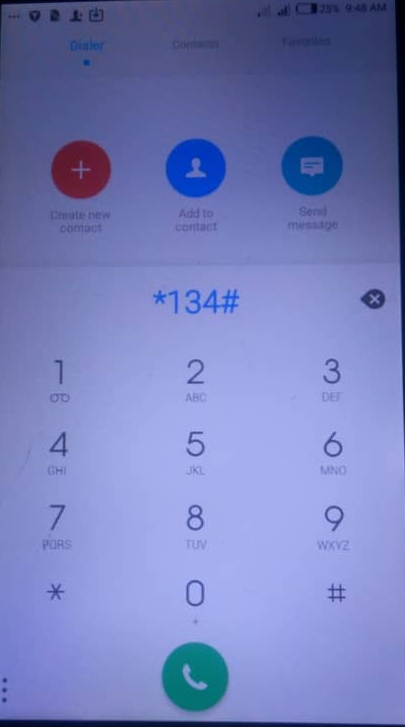 ... 25% 9:48 AM
Dialer Contacts Favorites
Create new contact
Add to contact
Send message
*134#
1 2 3
ABC DEF
4 5 6
GHI JKL MNO
7 8 9
PQRS TUV WXYZ
* 0 #
+